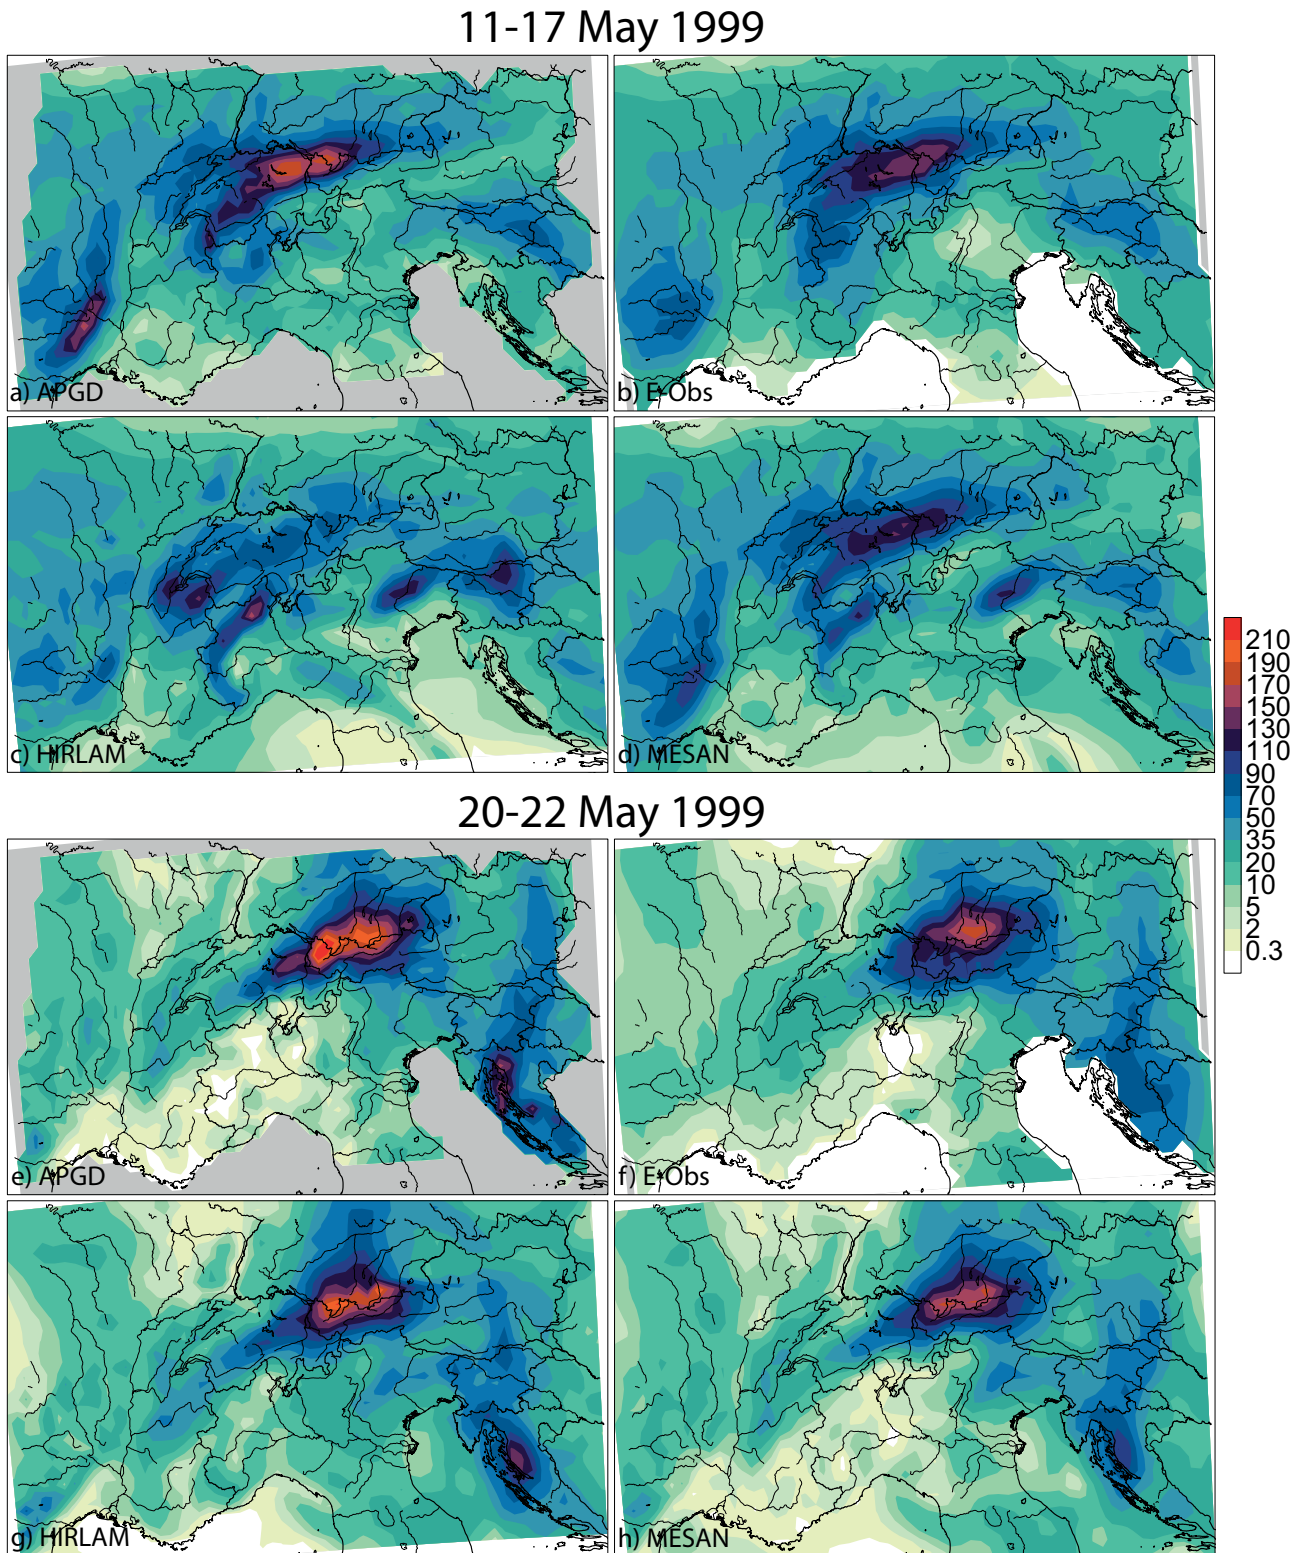 11-17 May 1999
a) APGD
b) E-Obs
c) HIRLAM
d) MESAN
210
190
170
150
130
110
90
70
50
35
20
10
5
2
0.3
20-22 May 1999
e) APGD
f) E-Obs
g) HIRLAM
h) MESAN